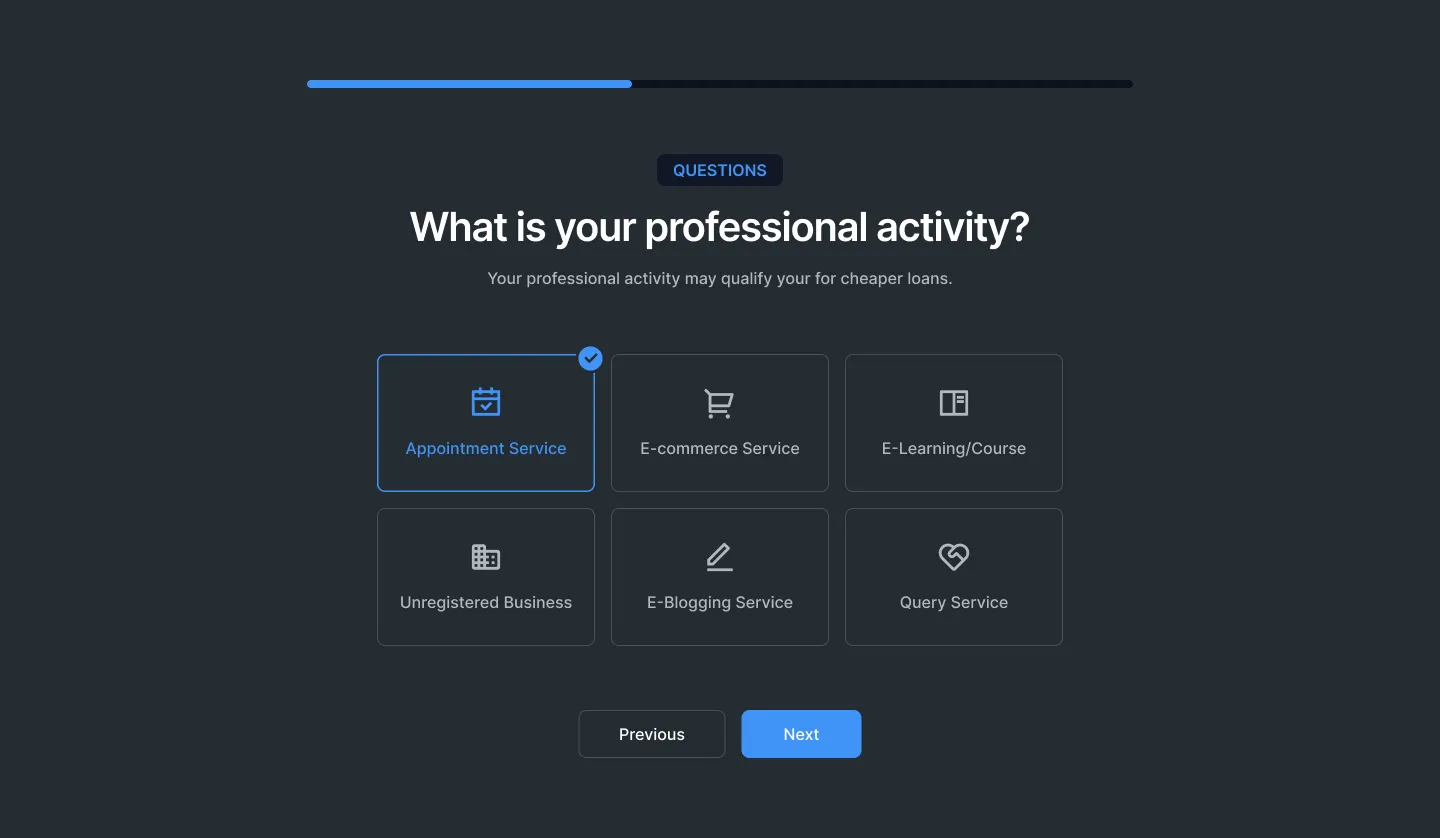 QUESTIONS
What is your professional activity?
Your professional activity may qualify your for cheaper loans.
Appointment Service
E-commerce Service
E-Learning/Course
Unregistered Business
E-Blogging Service
Query Service
Previous
Next